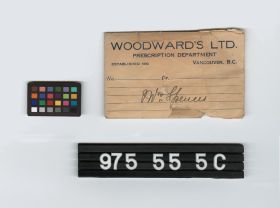 WOODWARD'S LTD.
PRESCRIPTION DEPARTMENT
ESTABLISHED 1892 VANCOUVER, B.C.
No. Dr.
975 55 5C